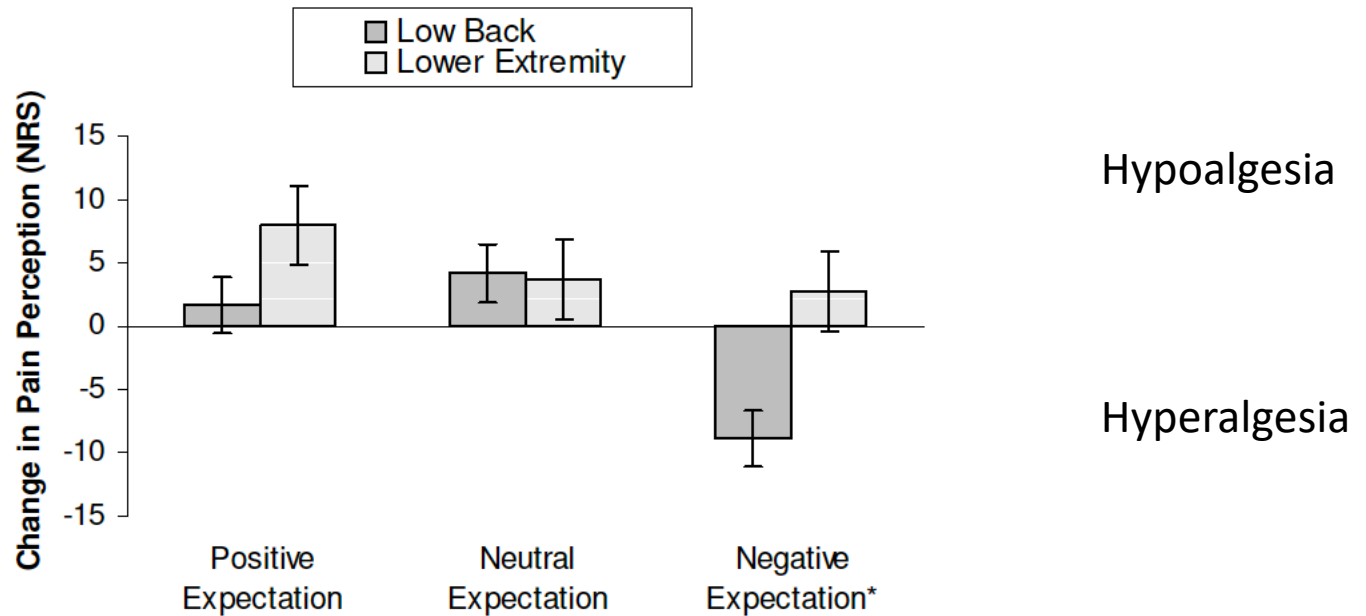 Low Back
Lower Extremity
Change in Pain Perception (NRS)
15
10
5
0
-5
-10
-15
Hypoalgesia
Hyperalgesia
Positive
Expectation
Neutral
Expectation
Negative
Expectation*